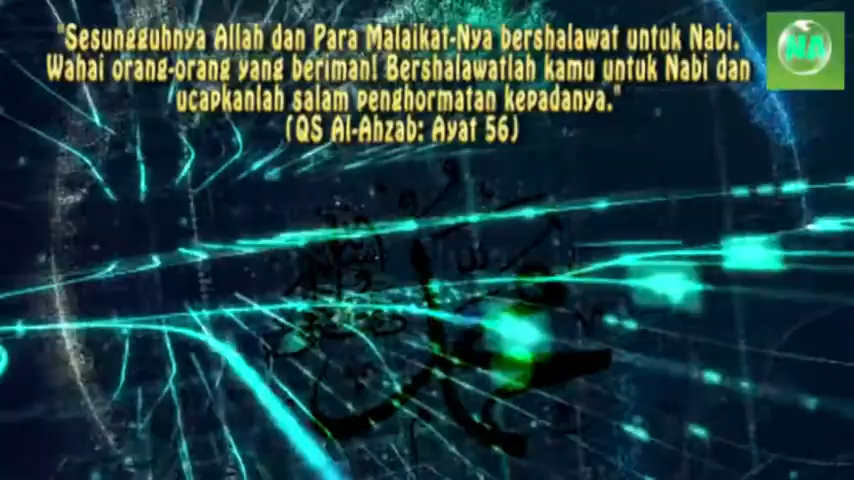 "Sesungguhnya Allah dan Para Malaikat-Nya bershalawat untuk Nabi.
Wahai orang-orang yang beriman! Bershalawatlah kamu untuk Nabi dan
ucapkanlah salam penghormatan kepadanya."
(QS Al-Ahzab: Ayat 56)